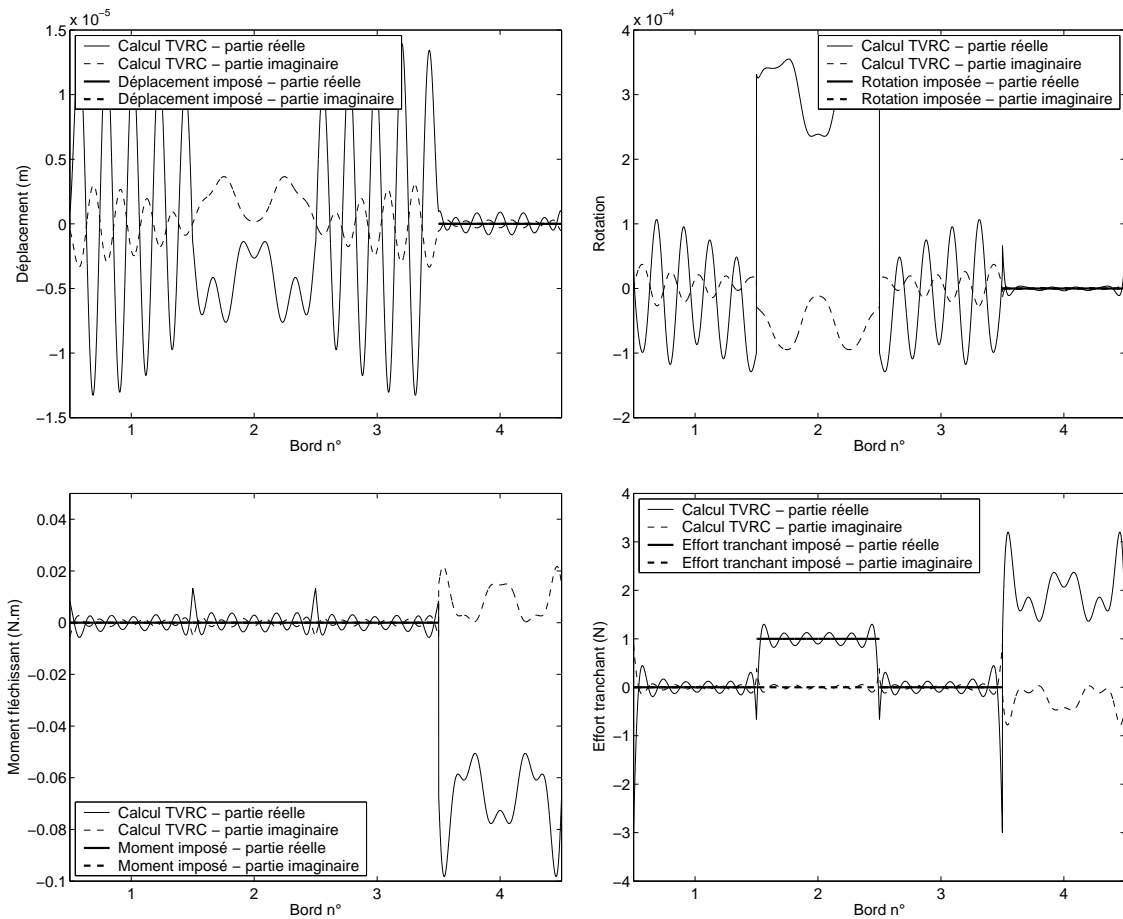 x 10⁻⁵
1.5
0.5
0
−0.5
−1
−1.5
1
2
3
4
Déplacement (m)
Bord n°
Calcul TVRC − partie réelle
Calcul TVRC − partie imaginaire
Déplacement imposé − partie réelle
Déplacement imposé − partie imaginaire
x 10⁻⁴
4
3
2
1
0
−1
−2
1
2
3
4
Rotation
Bord n°
Calcul TVRC − partie réelle
Calcul TVRC − partie imaginaire
Rotation imposée − partie réelle
Rotation imposée − partie imaginaire
0.04
0.02
0
−0.02
−0.04
−0.06
−0.08
−0.1
1
2
3
4
Moment fléchissant (N.m)
Bord n°
Calcul TVRC − partie réelle
Calcul TVRC − partie imaginaire
Moment imposé − partie réelle
Moment imposé − partie imaginaire
4
3
2
1
0
−1
−2
−3
−4
1
2
3
4
Effort tranchant (N)
Bord n°
Calcul TVRC − partie réelle
Calcul TVRC − partie imaginaire
Effort tranchant imposé − partie réelle
Effort tranchant imposé − partie imaginaire